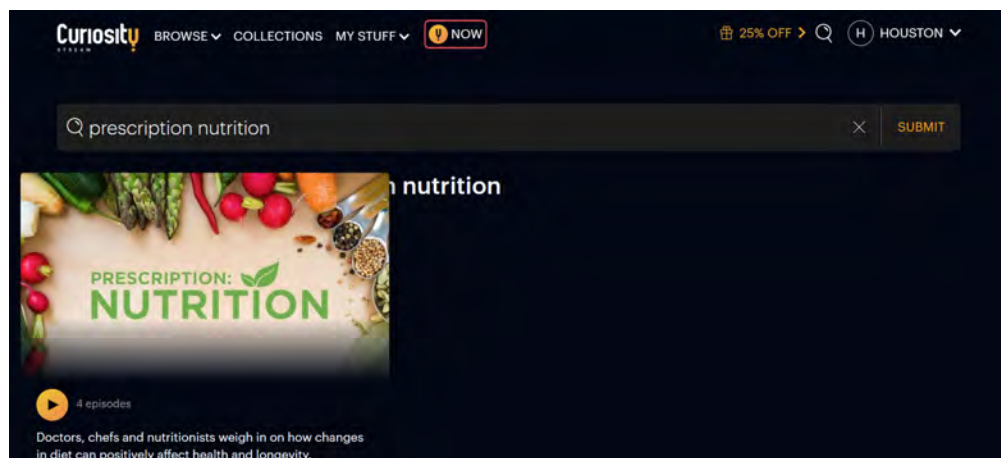 CURIOSITY BROWSE COLLECTIONS MY STUFF NOW 25% OFF > H HOUSTON
STREAM
prescription nutrition × SUBMIT
nutrition
PRESCRIPTION:
NUTRITION
4 episodes
Doctors, chefs and nutritionists weigh in on how changes
in diet can positively affect health and longevity.